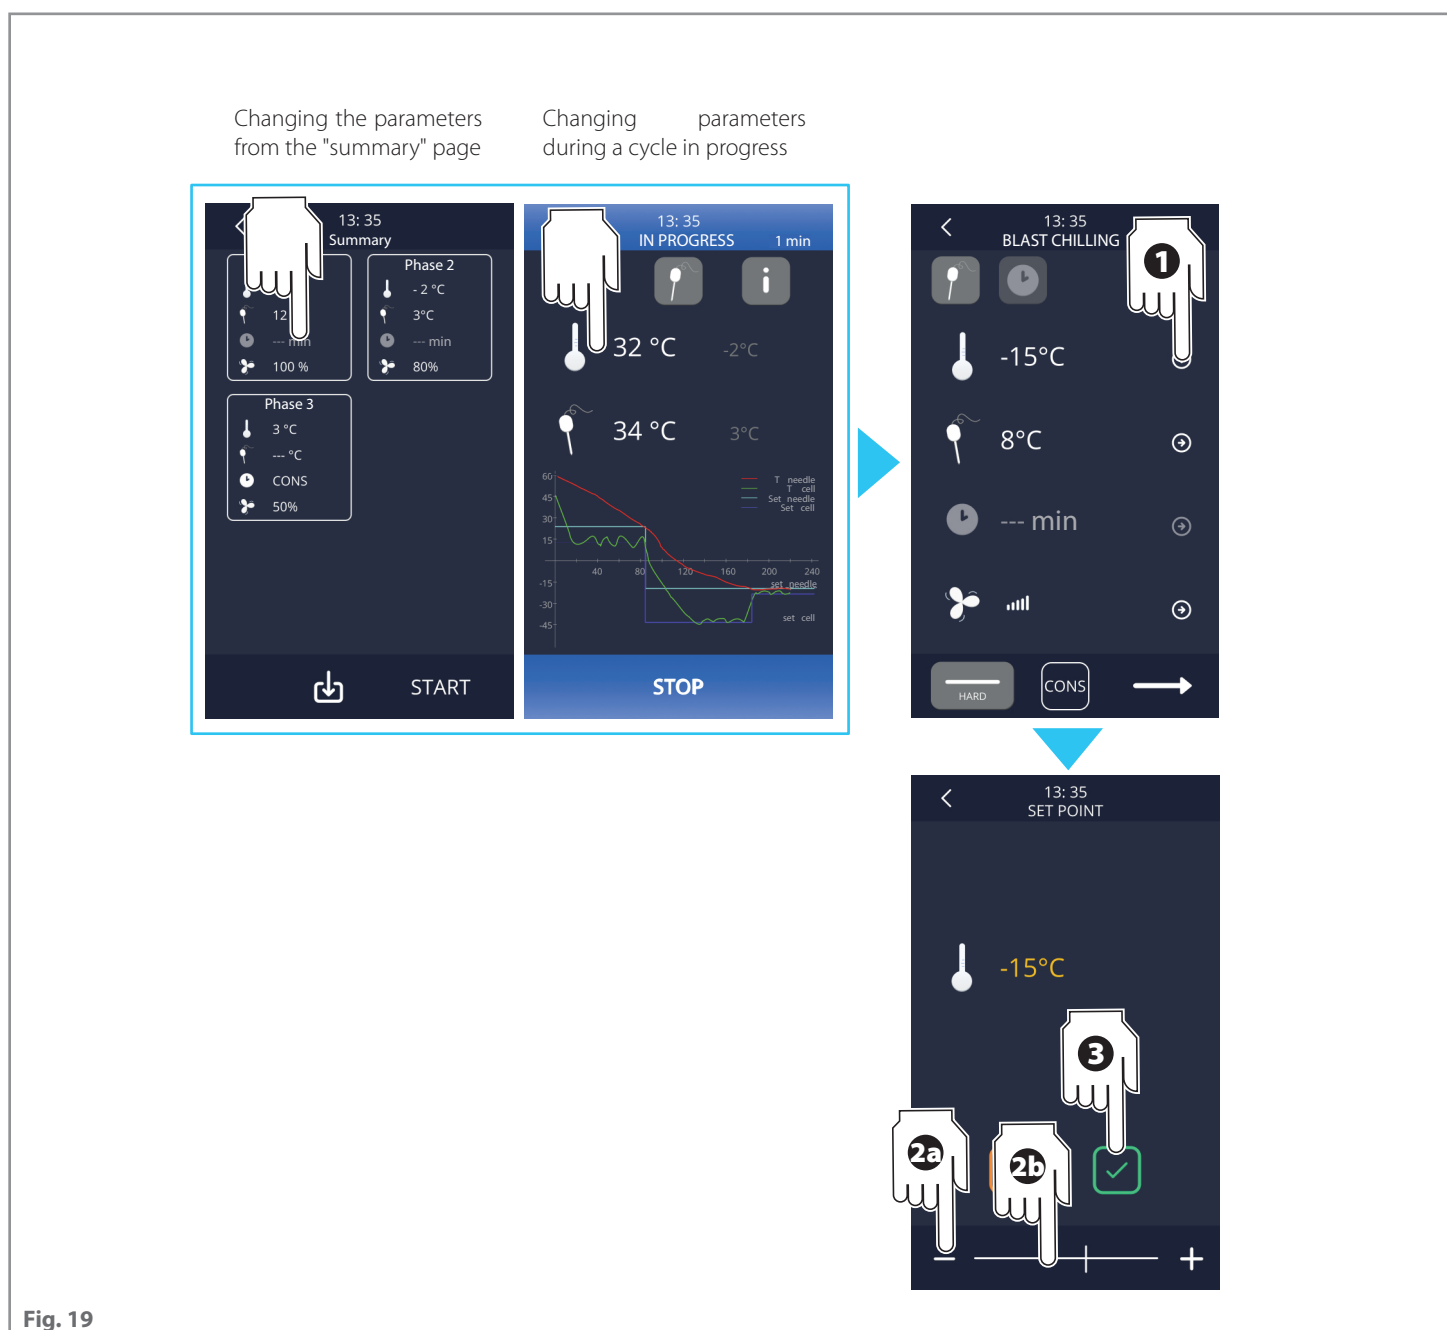 Changing the parameters
from the "summary" page
Changing parameters
during a cycle in progress
13: 35
Summary
12
--- min
100 %
Phase 2
- 2 °C
3°C
--- min
80%
Phase 3
3 °C
--- °C
CONS
50%
START
13: 35
IN PROGRESS 1 min
i
32 °C -2°C
34 °C 3°C
T needle
T cell
Set needle
Set cell
60
45
30
15
-15
-30
-45
40 80 120 160 200 240
set needle
set cell
STOP
13: 35
BLAST CHILLING
1
-15°C
8°C
--- min
HARD
CONS
13: 35
SET POINT
-15°C
3
2a
2b
- +
Fig. 19